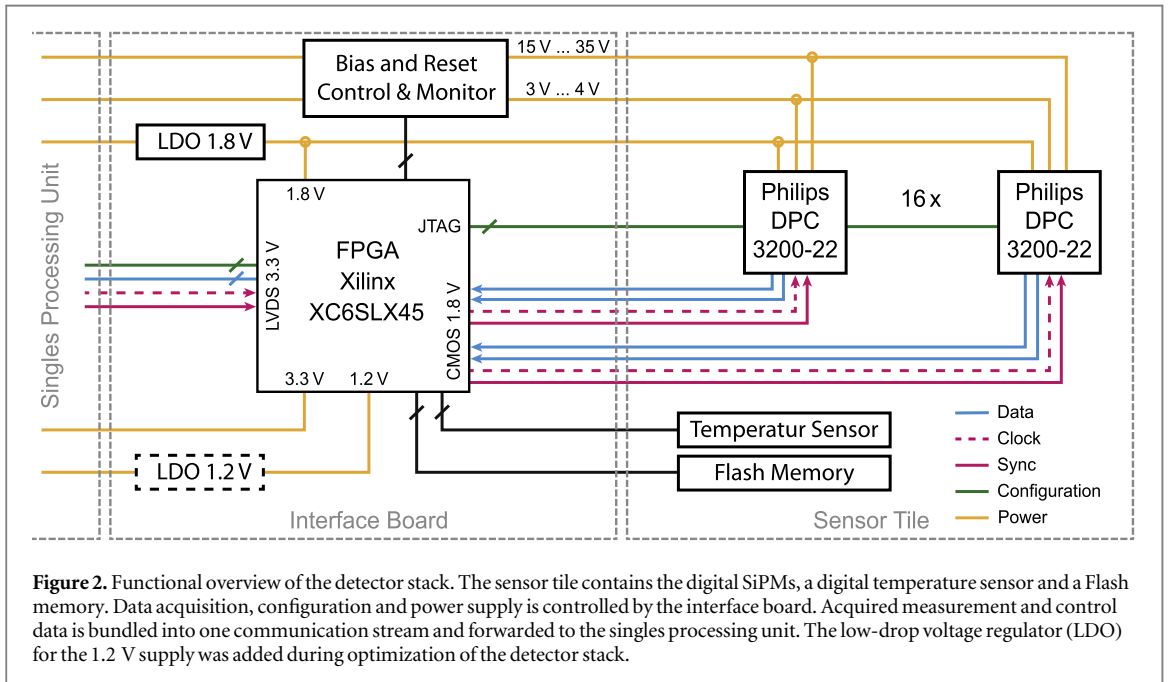 15 V ... 35 V
Bias and Reset
Control & Monitor
3 V ... 4 V
LDO 1.8 V
Singles Processing Unit
1.8 V
JTAG
FPGA
Xilinx
XC6SLX45
LVDS 3.3 V
CMOS 1.8 V
3.3 V
1.2 V
Philips
DPC
3200-22
16 x
Philips
DPC
3200-22
LDO 1.2 V
Temperatur Sensor
Flash Memory
Data
Clock
Sync
Configuration
Power
Interface Board
Sensor Tile
Figure 2. Functional overview of the detector stack. The sensor tile contains the digital SiPMs, a digital temperature sensor and a Flash
memory. Data acquisition, configuration and power supply is controlled by the interface board. Acquired measurement and control
data is bundled into one communication stream and forwarded to the singles processing unit. The low-drop voltage regulator (LDO)
for the 1.2 V supply was added during optimization of the detector stack.